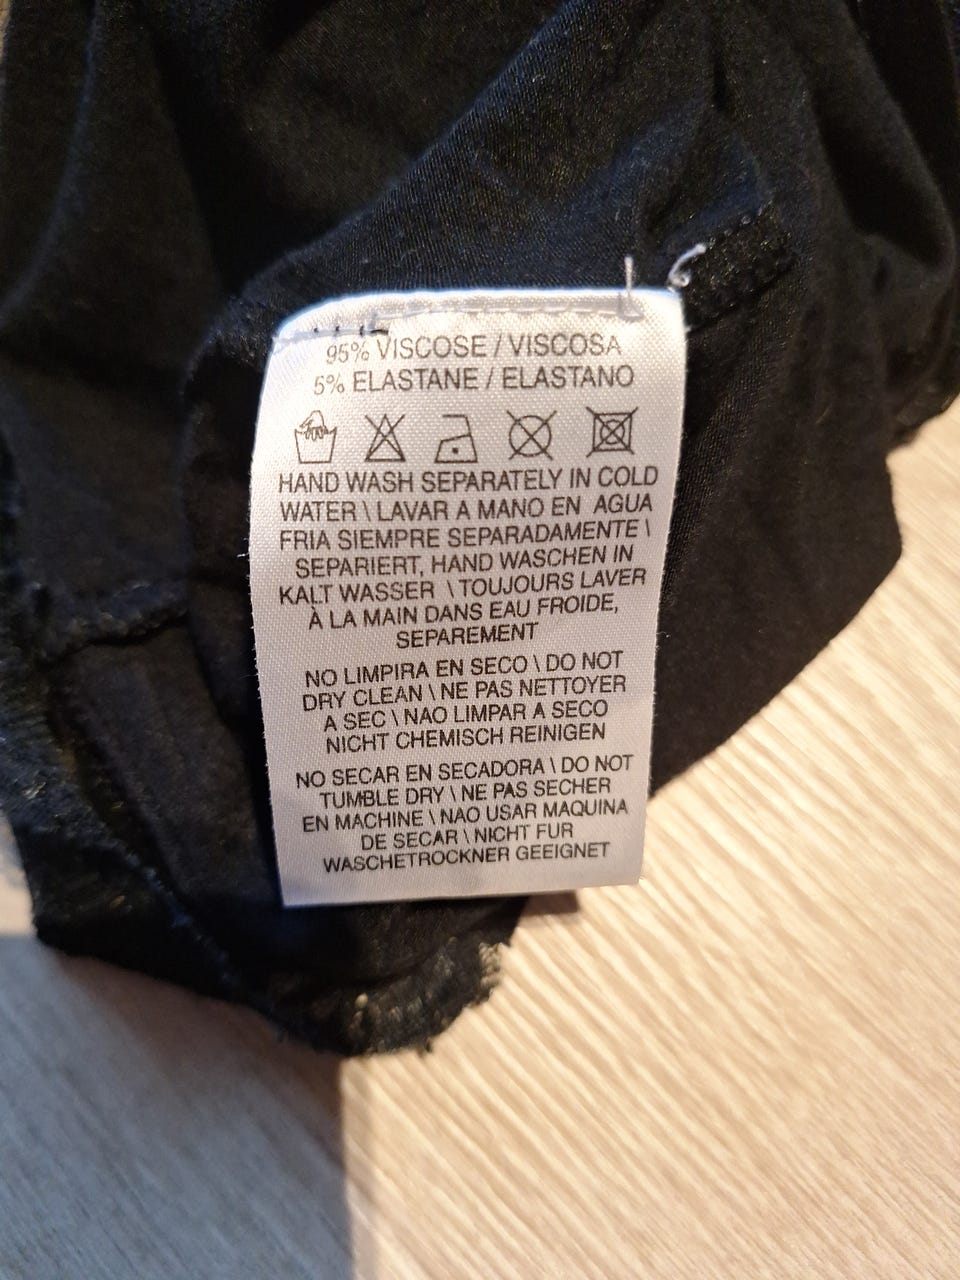 95% VISCOSE / VISCOSA
5% ELASTANE / ELASTANO
HAND WASH SEPARATELY IN COLD
WATER \ LAVAR A MANO EN AGUA
FRIA SIEMPRE SEPARADAMENTE \
SEPARIERT, HAND WASCHEN IN
KALT WASSER \ TOUJOURS LAVER
À LA MAIN DANS EAU FROIDE,
SEPAREMENT
NO LIMPIRA EN SECO \ DO NOT
DRY CLEAN \ NE PAS NETTOYER
A SEC \ NAO LIMPAR A SECO
NICHT CHEMISCH REINIGEN
NO SECAR EN SECADORA \ DO NOT
TUMBLE DRY \ NE PAS SECHER
EN MACHINE \ NAO USAR MAQUINA
DE SECAR \ NICHT FUR
WASCHETROCKNER GEEIGNET